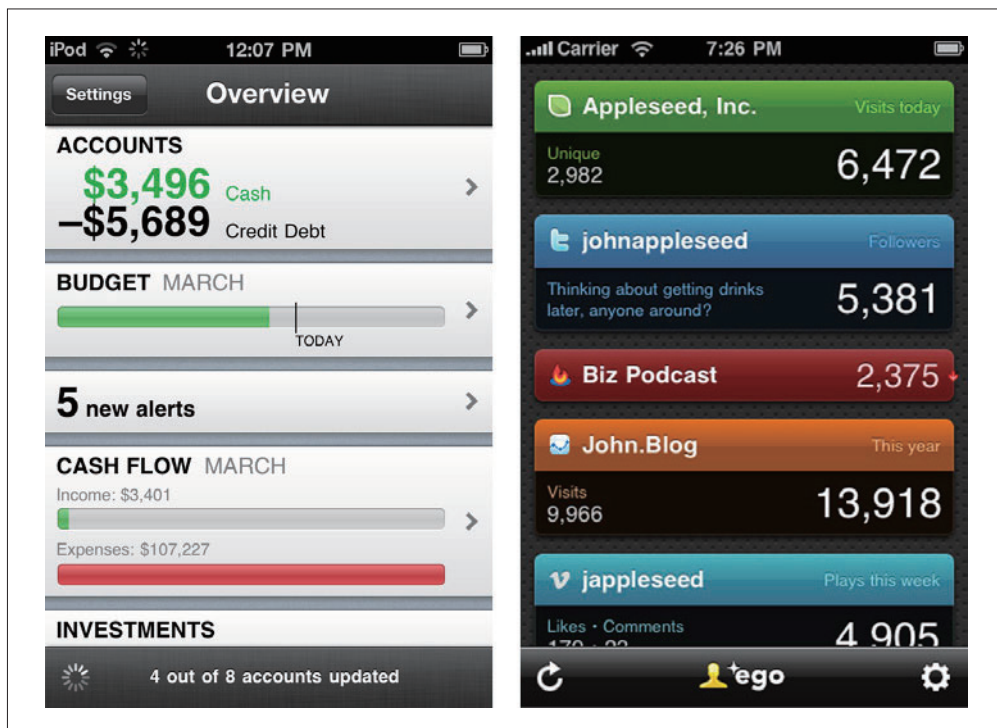 iPod 12:07 PM
Settings Overview
ACCOUNTS
$3,496 Cash
–$5,689 Credit Debt
BUDGET MARCH
TODAY
5 new alerts
CASH FLOW MARCH
Income: $3,401
Expenses: $107,227
INVESTMENTS
4 out of 8 accounts updated
Carrier 7:26 PM
Appleseed, Inc. Visits today
Unique
2,982 6,472
johnappleseed Followers
Thinking about getting drinks
later, anyone around? 5,381
Biz Podcast 2,375
John.Blog This year
Visits
9,966 13,918
jappleseed Plays this week
Likes · Comments
4,905
ego